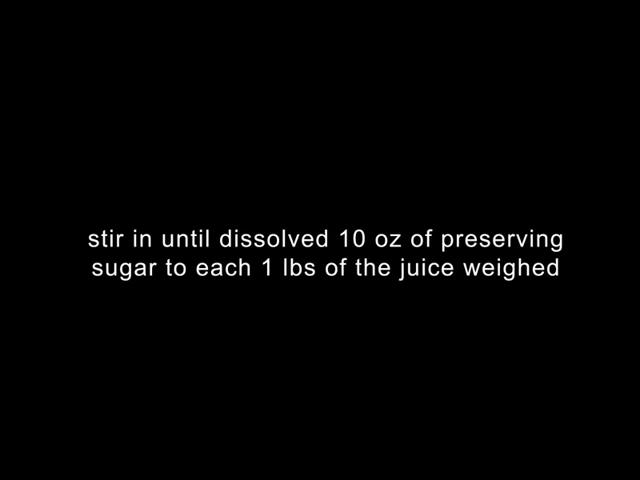 stir in until dissolved 10 oz of preserving
sugar to each 1 lbs of the juice weighed